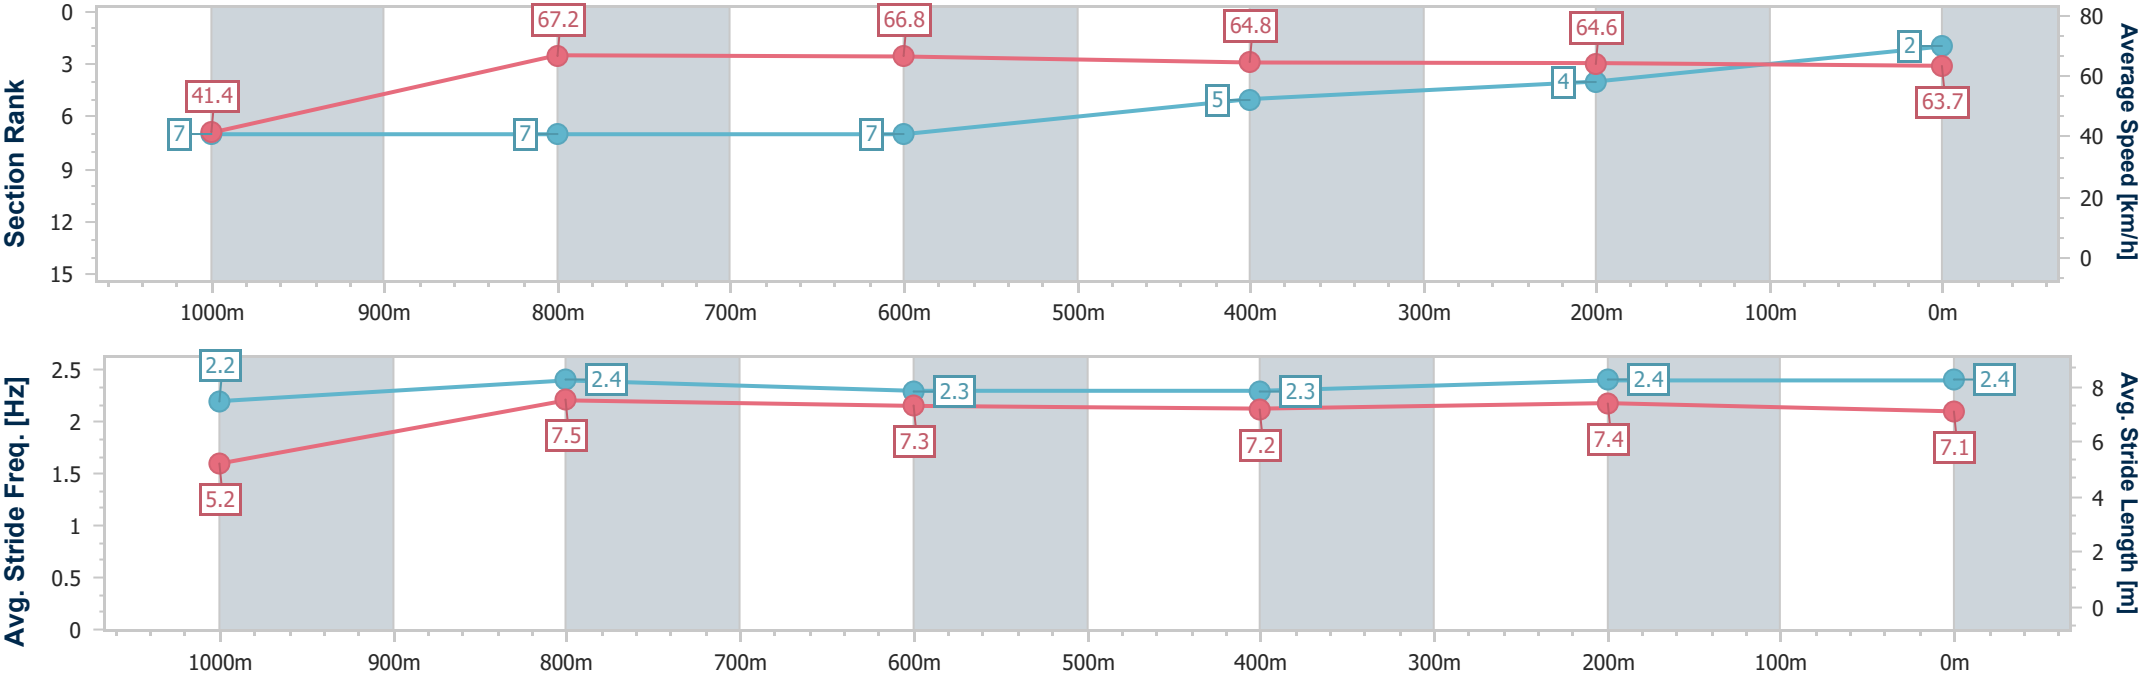 Section Rank
0
3
6
9
12
15
41.4
67.2
66.8
64.8
64.6
63.7
7
7
7
5
4
2
80
60
40
20
0
Average Speed [km/h]
1000m
900m
800m
700m
600m
500m
400m
300m
200m
100m
0m
Avg. Stride Freq. [Hz]
2.5
2
1.5
1
0.5
0
2.2
2.4
2.3
2.3
2.4
2.4
5.2
7.5
7.3
7.2
7.4
7.1
8
6
4
2
0
Avg. Stride Length [m]
1000m
900m
800m
700m
600m
500m
400m
300m
200m
100m
0m